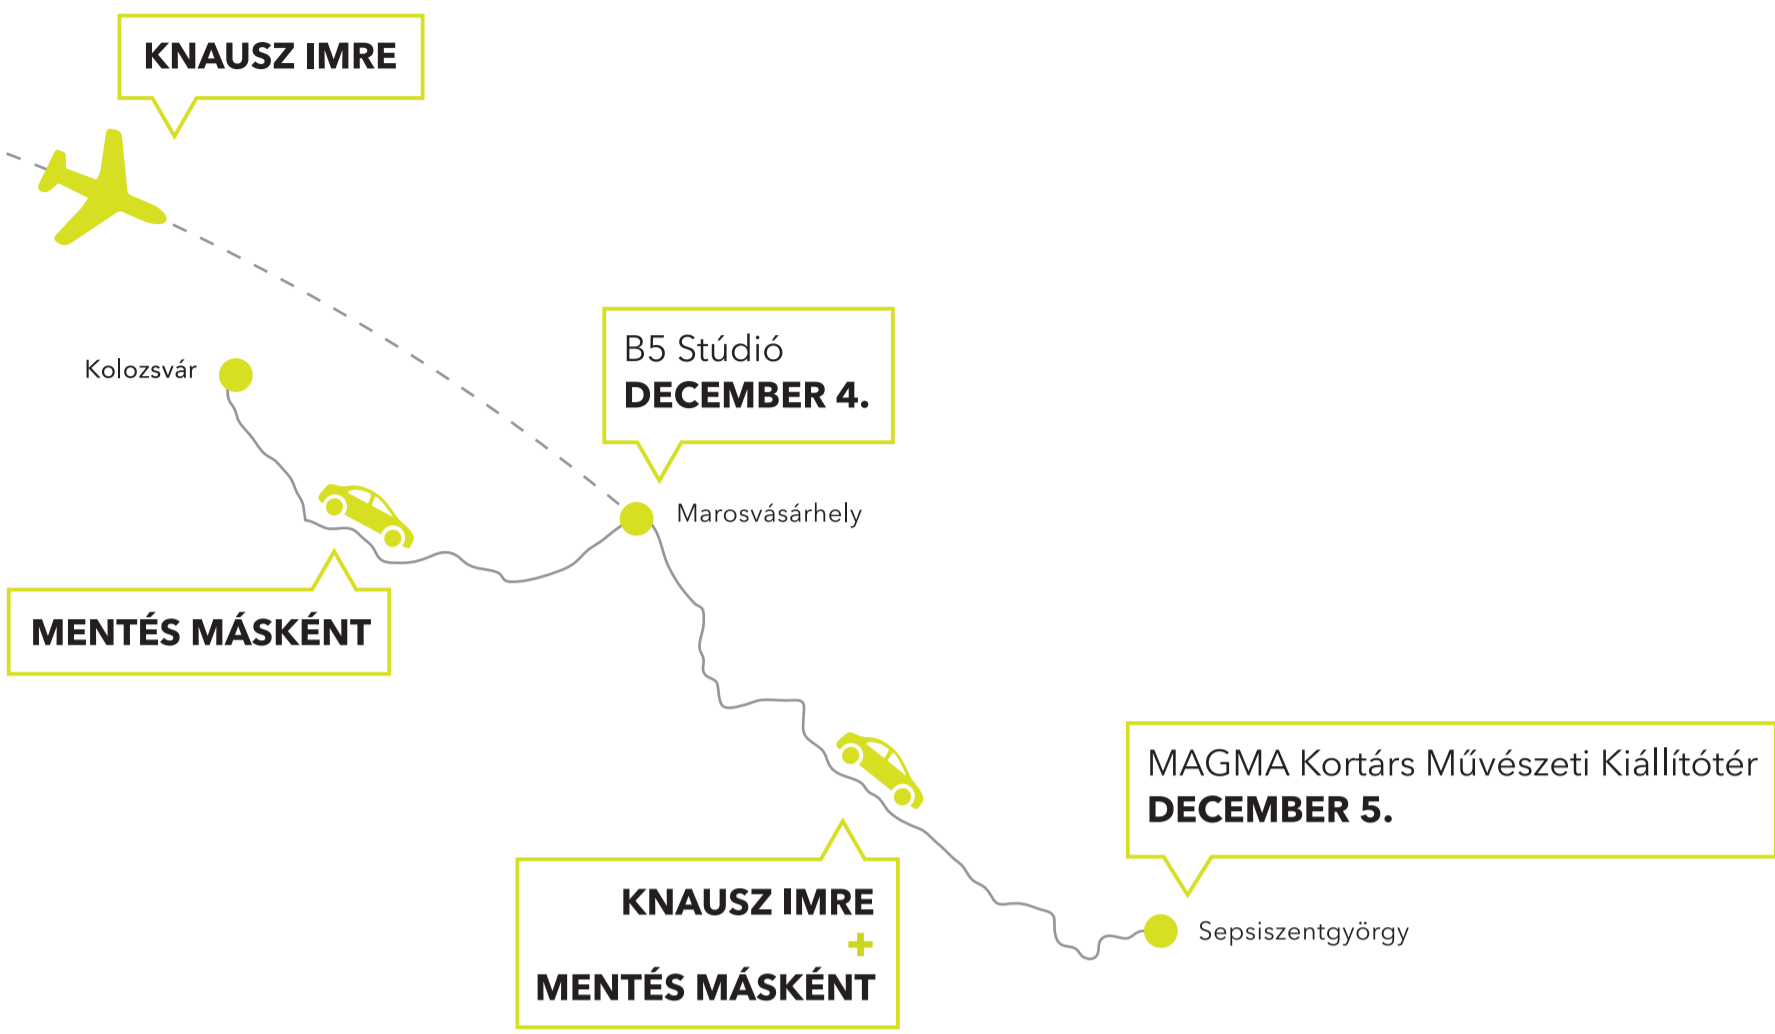 KNAUSZ IMRE
Kolozsvár
B5 Stúdió
DECEMBER 4.
Marosvásárhely
MENTÉS MÁSKÉNT
MAGMA Kortárs Művészeti Kiállítótér
DECEMBER 5.
KNAUSZ IMRE
+
MENTÉS MÁSKÉNT
Sepsiszentgyörgy